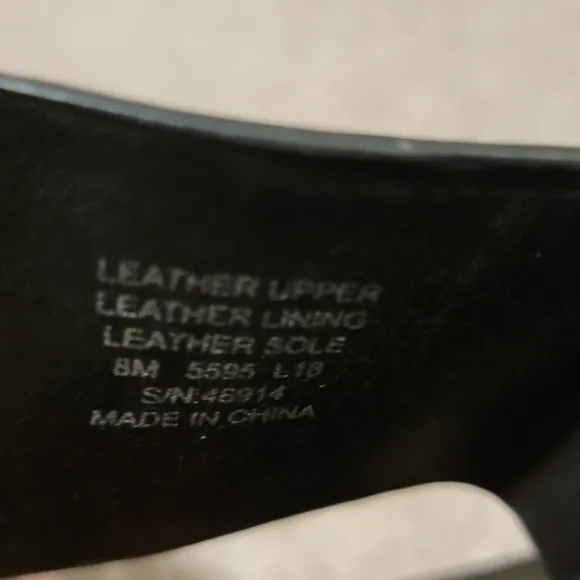 LEATHER UPPER
LEATHER LINING
LEATHER SOLE
8M 5595 L18
S/N:46914
MADE IN CHINA